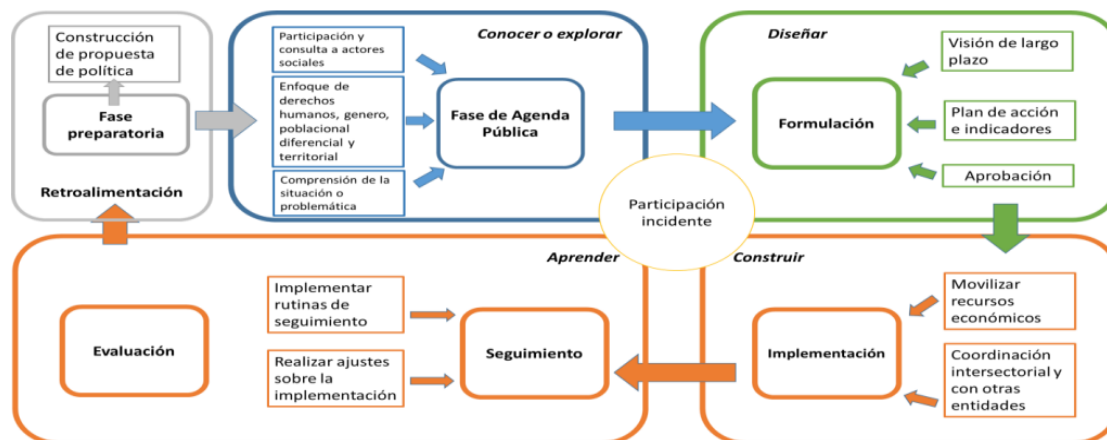 Construcción
de propuesta
de política
Fase
preparatoria
Retroalimentación
Conocer o explorar
Participación y
consulta a actores
sociales
Enfoque de
derechos
humanos, genero,
poblacional
diferencial y
territorial
Comprensión de la
situación o
problemática
Fase de Agenda
Pública
Diseñar
Formulación
Visión de largo
plazo
Plan de acción
e indicadores
Aprobación
Participación
incidente
Aprender
Evaluación
Implementar
rutinas de
seguimiento
Realizar ajustes
sobre la
implementación
Seguimiento
Construir
Implementación
Movilizar
recursos
económicos
Coordinación
intersectorial y
con otras
entidades